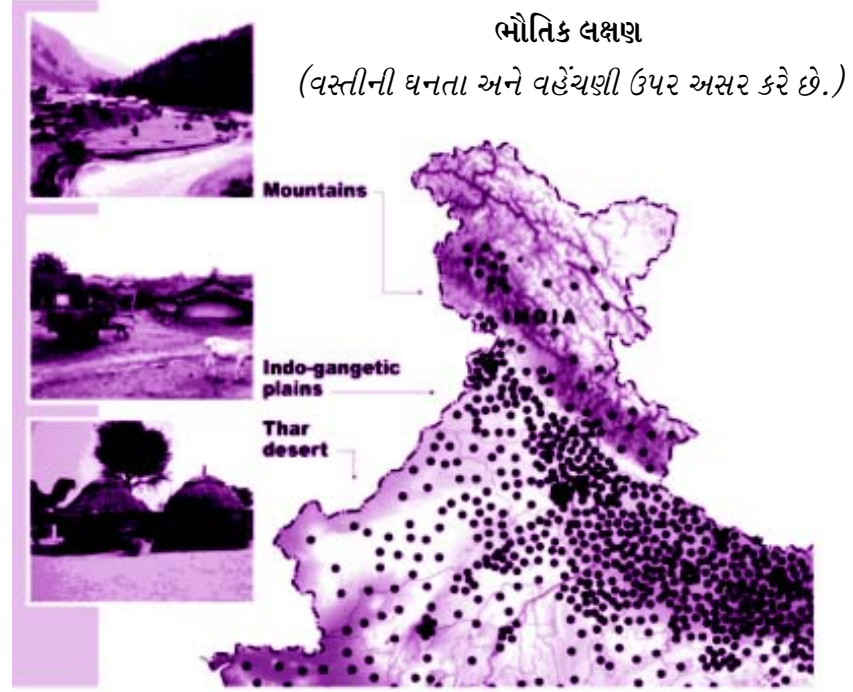 ભૌતિક લક્ષણ
(વસ્તીની ઘનતા અને વહેંચણી ઉપર અસર કરે છે.)
Mountains
INDIA
Indo-gangetic
plains
Thar
desert